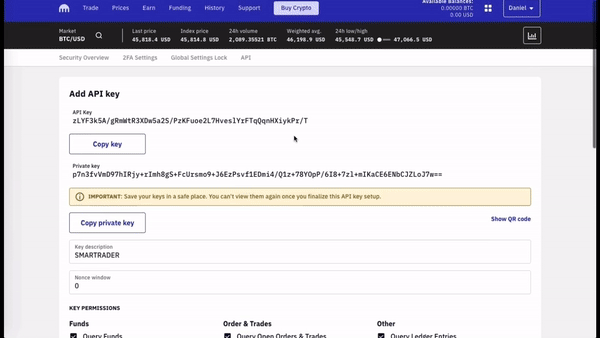 Trade Prices Earn Funding History Support Buy Crypto Available Balances: 0.00000 BTC 0.00 USD Daniel
Market BTC/USD
Last price 45,818.4 USD
Index price 45,814.8 USD
24h volume 2,089.35521 BTC
Weighted avg. 46,198.9 USD
24h low/high 45,548.7 USD 47,066.5 USD
Security Overview 2FA Settings Global Settings Lock API
Add API key
API Key
zLYF3k5A/gRmWtR3XDw5a2S/PzKFuoe2L7HveslYrFTqQqnHXiykPr/T
Copy key
Private key
p7n3fvVmD97hIRjy+rImh8gS+FcUrsmo9+J6EzPsvf1EDmi4/Q1z+78YOpP/6I8+7zl+mIKaCE6ENbCJZLoJ7w==
IMPORTANT: Save your keys in a safe place. You can't view them again once you finalize this API key setup.
Copy private key
Show QR code
Key description
SMARTRADER
Nonce window
0
KEY PERMISSIONS
Funds Order & Trades Other
Query Funds Query Open Orders & Trades Query Ledger Entries